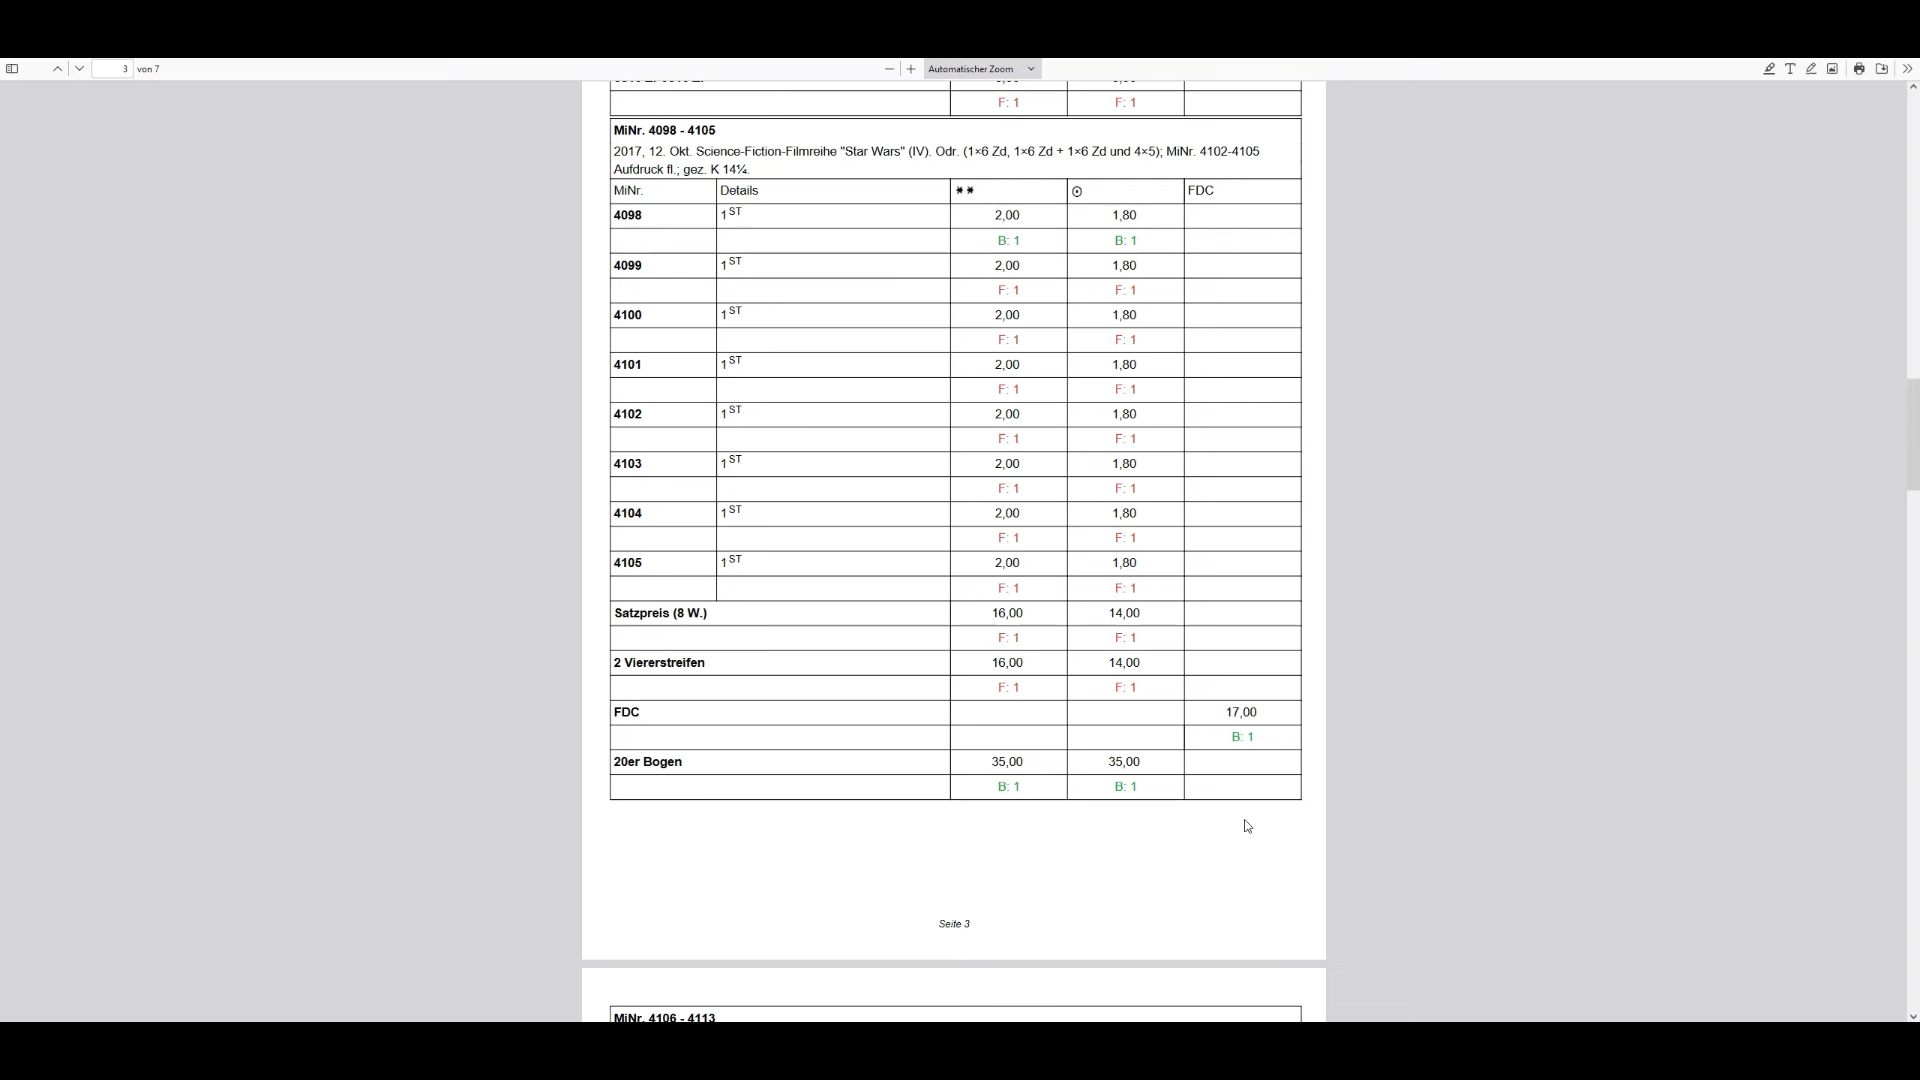 3 von 7
Automatischer Zoom
F: 1 F: 1
MiNr. 4098 - 4105
2017, 12. Okt. Science-Fiction-Filmreihe "Star Wars" (IV). Odr. (1×6 Zd, 1×6 Zd + 1×6 Zd und 4×5); MiNr. 4102-4105
Aufdruck fl.; gez. K 14¼.
MiNr. Details ** ⊙ FDC
4098 1ST 2,00 1,80
B: 1 B: 1
4099 1ST 2,00 1,80
F: 1 F: 1
4100 1ST 2,00 1,80
F: 1 F: 1
4101 1ST 2,00 1,80
F: 1 F: 1
4102 1ST 2,00 1,80
F: 1 F: 1
4103 1ST 2,00 1,80
F: 1 F: 1
4104 1ST 2,00 1,80
F: 1 F: 1
4105 1ST 2,00 1,80
F: 1 F: 1
Satzpreis (8 W.) 16,00 14,00
F: 1 F: 1
2 Viererstreifen 16,00 14,00
F: 1 F: 1
FDC 17,00
B: 1
20er Bogen 35,00 35,00
B: 1 B: 1
Seite 3
MiNr. 4106 - 4113